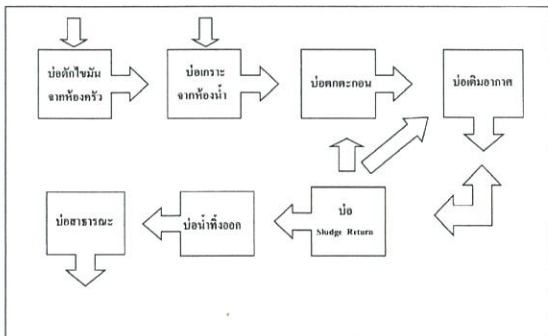 บ่อดักไขมัน
จากห้องครัว
บ่อเกราะ
จากห้องน้ำ
บ่อตกตะกอน
บ่อเติมอากาศ
บ่อสาธารณะ
บ่อน้ำทิ้งออก
บ่อ
Sludge Return